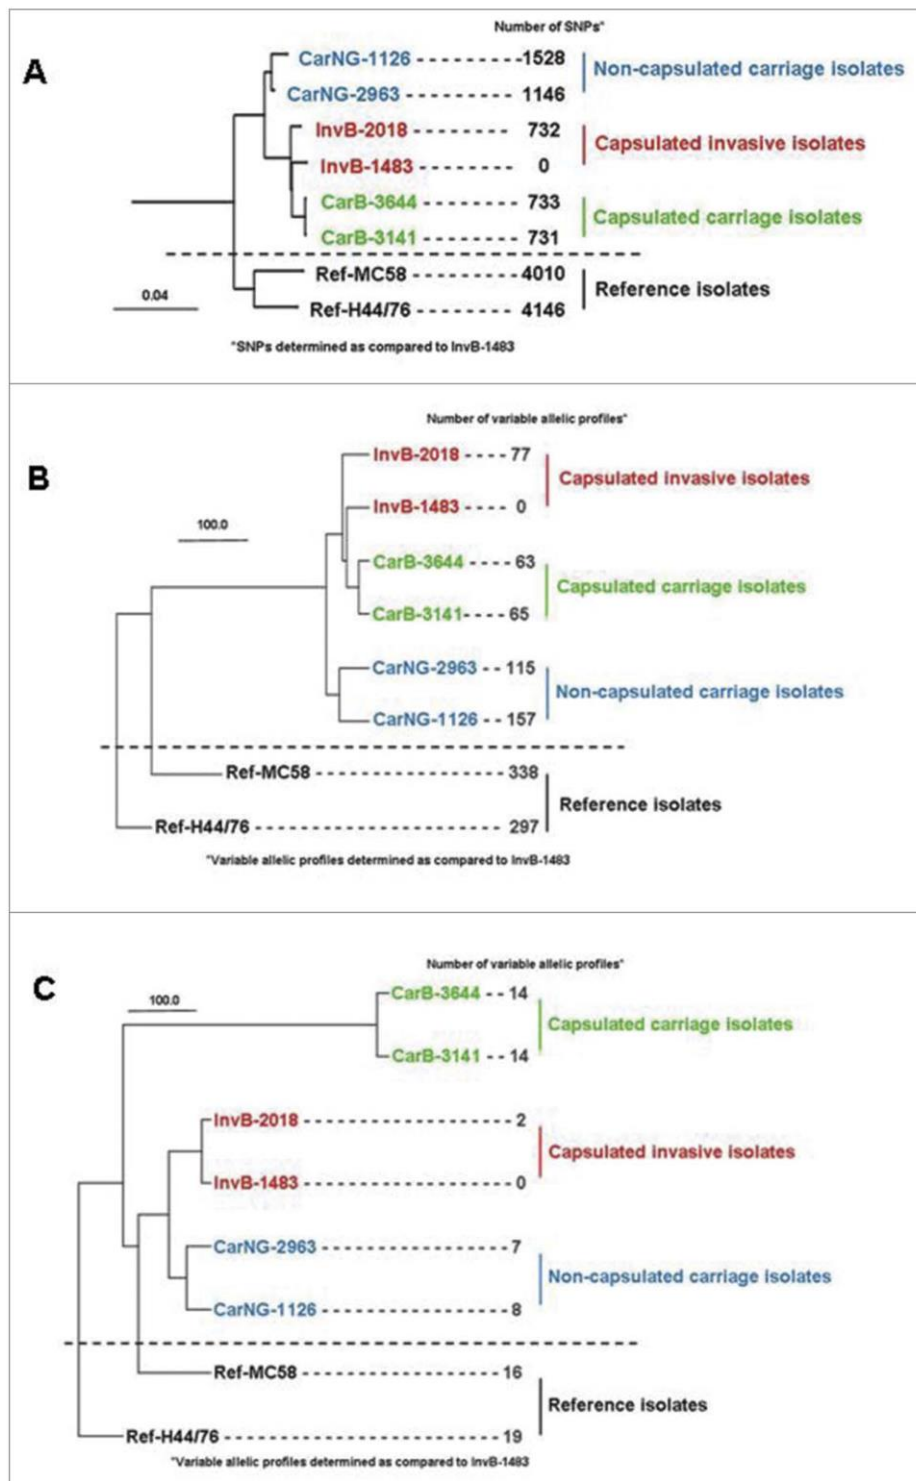 Number of SNPs*
A
CarNG-1126 1528
Non-capsulated carriage isolates
CarNG-2963 1146
InvB-2018 732
Capsulated invasive isolates
InvB-1483 0
CarB-3644 733
Capsulated carriage isolates
CarB-3141 731
Ref-MC58 4010
Reference isolates
0.04
Ref-H44/76 4146
*SNPs determined as compared to InvB-1483
Number of variable allelic profiles*
B
InvB-2018 77
Capsulated invasive isolates
InvB-1483 0
100.0
CarB-3644 63
Capsulated carriage isolates
CarB-3141 65
CarNG-2963 115
Non-capsulated carriage isolates
CarNG-1126 157
Ref-MC58 338
Reference isolates
Ref-H44/76 297
*Variable allelic profiles determined as compared to InvB-1483
Number of variable allelic profiles*
C
CarB-3644 14
100.0
Capsulated carriage isolates
CarB-3141 14
InvB-2018 2
Capsulated invasive isolates
InvB-1483 0
CarNG-2963 7
Non-capsulated carriage isolates
CarNG-1126 8
Ref-MC58 16
Reference isolates
Ref-H44/76 19
*Variable allelic profiles determined as compared to InvB-1483